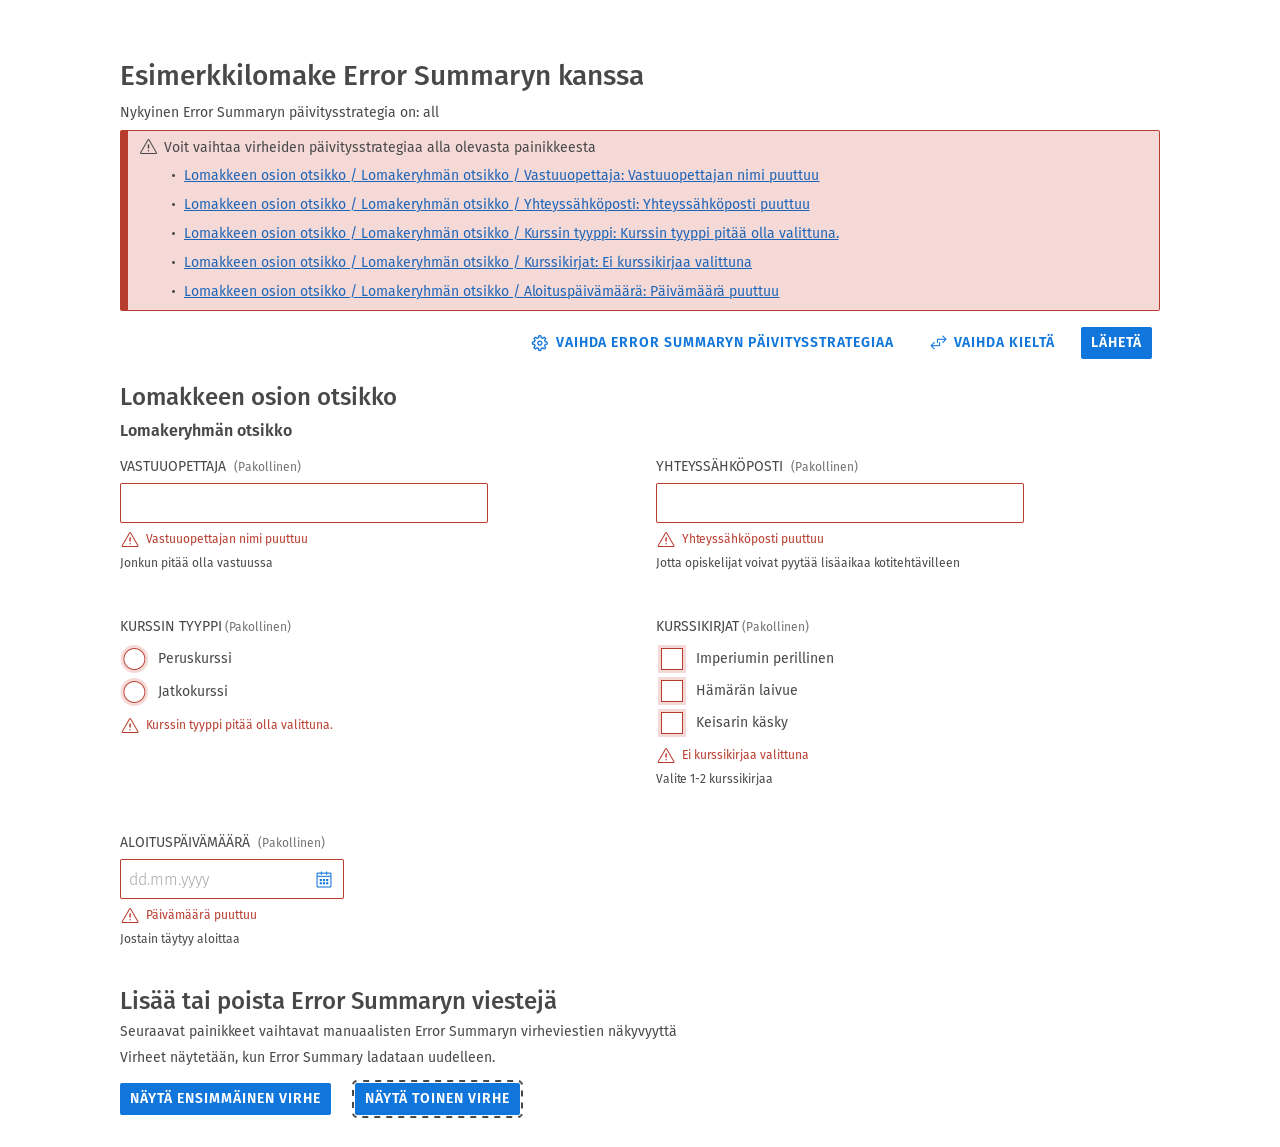 Esimerkkilomake Error Summaryn kanssa
Nykyinen Error Summaryn päivitysstrategia on: all
Voit vaihtaa virheiden päivitysstrategiaa alla olevasta painikkeesta
• Lomakkeen osion otsikko / Lomakeryhmän otsikko / Vastuuopettaja: Vastuuopettajan nimi puuttuu
• Lomakkeen osion otsikko / Lomakeryhmän otsikko / Yhteyssähköposti: Yhteyssähköposti puuttuu
• Lomakkeen osion otsikko / Lomakeryhmän otsikko / Kurssin tyyppi: Kurssin tyyppi pitää olla valittuna.
• Lomakkeen osion otsikko / Lomakeryhmän otsikko / Kurssikirjat: Ei kurssikirjaa valittuna
• Lomakkeen osion otsikko / Lomakeryhmän otsikko / Aloituspäivämäärä: Päivämäärä puuttuu
VAIHDA ERROR SUMMARYN PÄIVITYSSTRATEGIAA VAIHDA KIELTÄ LÄHETÄ
Lomakkeen osion otsikko
Lomakeryhmän otsikko
VASTUUOPETTAJA (Pakollinen)
Vastuuopettajan nimi puuttuu
Jonkun pitää olla vastuussa
YHTEYSSÄHKÖPOSTI (Pakollinen)
Yhteyssähköposti puuttuu
Jotta opiskelijat voivat pyytää lisäaikaa kotitehtävilleen
KURSSIN TYYPPI (Pakollinen)
Peruskurssi
Jatkokurssi
Kurssin tyyppi pitää olla valittuna.
KURSSIKIRJAT (Pakollinen)
Imperiumin perillinen
Hämärän laivue
Keisarin käsky
Ei kurssikirjaa valittuna
Valite 1-2 kurssikirjaa
ALOITUSPÄIVÄMÄÄRÄ (Pakollinen)
dd.mm.yyyy
Päivämäärä puuttuu
Jostain täytyy aloittaa
Lisää tai poista Error Summaryn viestejä
Seuraavat painikkeet vaihtavat manuaalisten Error Summaryn virheviestien näkyvyyttä
Virheet näytetään, kun Error Summary ladataan uudelleen.
NÄYTÄ ENSIMMÄINEN VIRHE NÄYTÄ TOINEN VIRHE